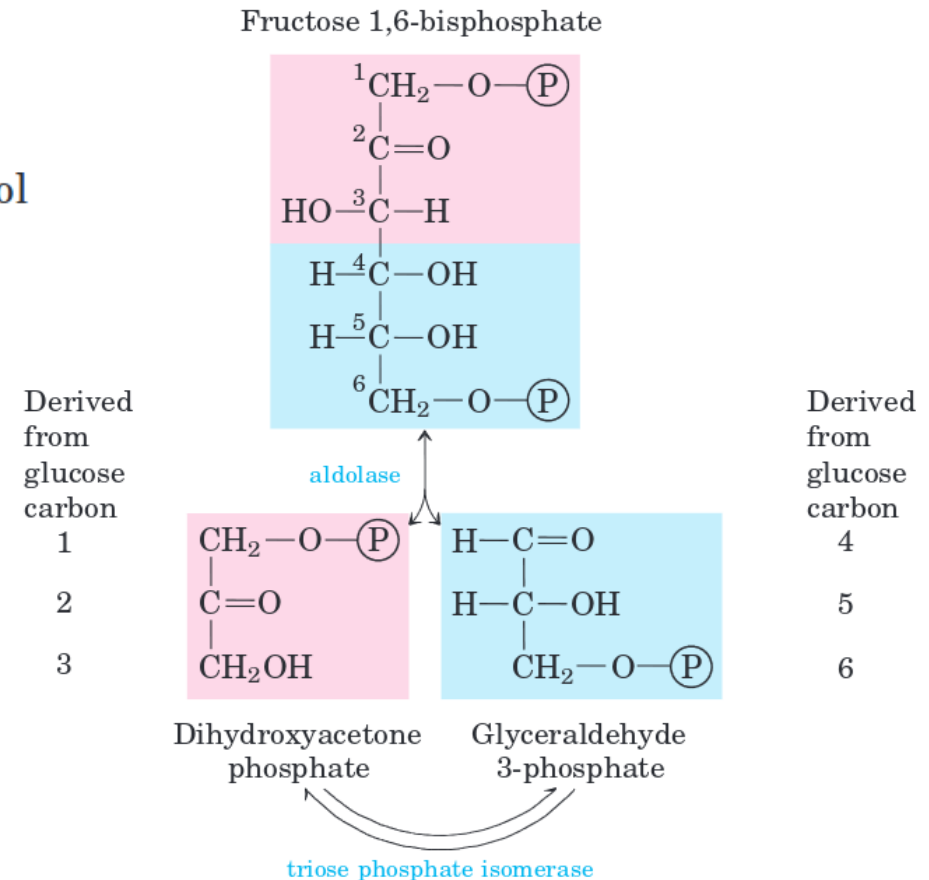 Fructose 1,6-bisphosphate
¹CH₂—O—Ⓟ
²C=O
ol
HO—³C—H
H—⁴C—OH
H—⁵C—OH
⁶CH₂—O—Ⓟ
Derived
from
glucose
carbon
Derived
from
glucose
carbon
aldolase
1 CH₂—O—Ⓟ H—C=O 4
2 C=O H—C—OH 5
3 CH₂OH CH₂—O—Ⓟ 6
Dihydroxyacetone
phosphate
Glyceraldehyde
3-phosphate
triose phosphate isomerase